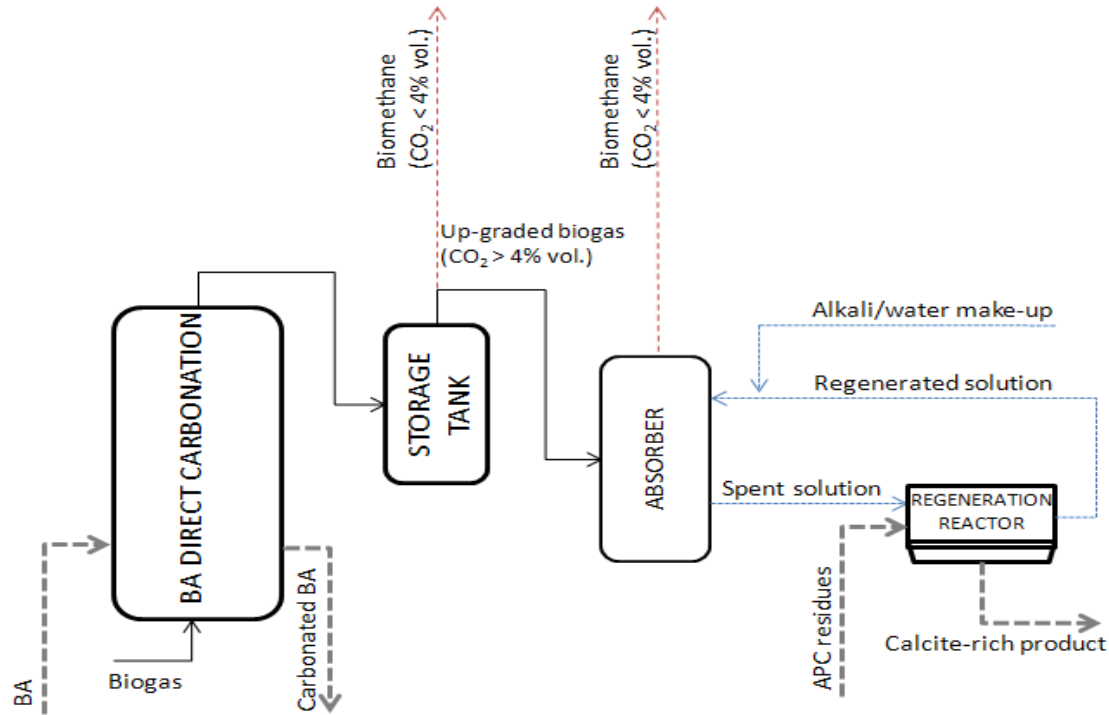 Biomethane
(CO₂ < 4% vol.)
Biomethane
(CO₂ < 4% vol.)
Up-graded biogas
(CO₂ > 4% vol.)
BA DIRECT CARBONATION
STORAGE
TANK
ABSORBER
Alkali/water make-up
Regenerated solution
Spent solution
REGENERATION
REACTOR
BA
Biogas
Carbonated BA
APC residues
Calcite-rich product